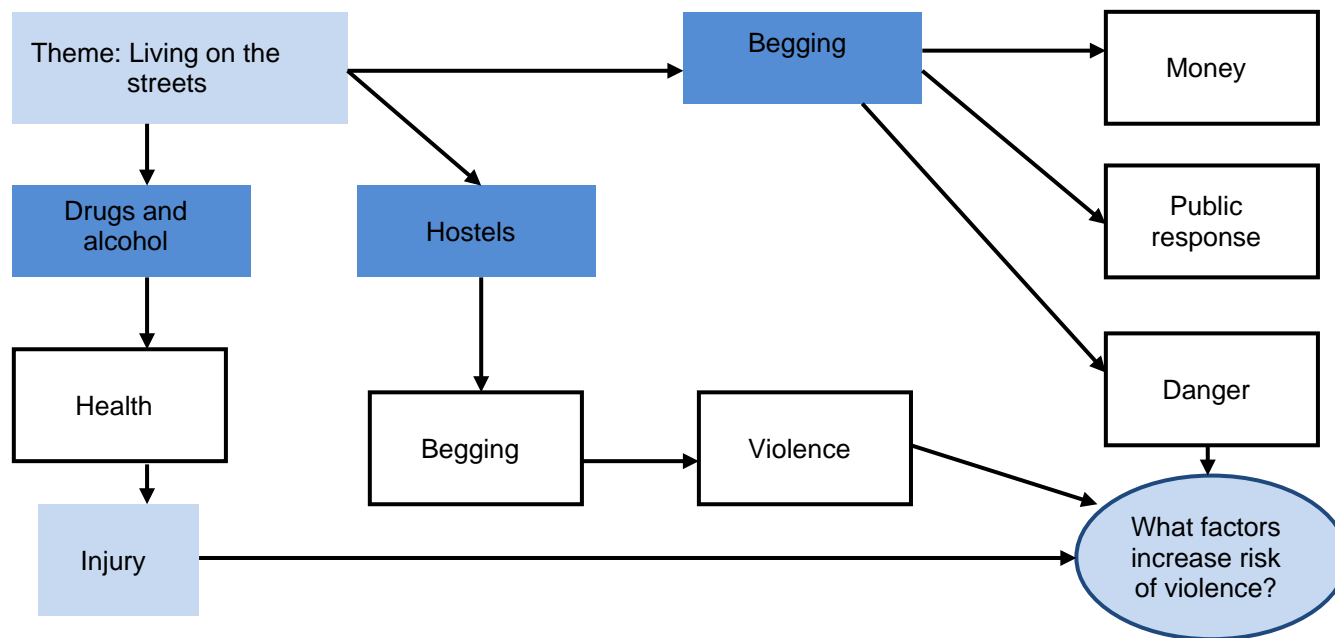 Theme: Living on the
streets
Begging
Money
Drugs and
alcohol
Hostels
Public
response
Health
Begging
Violence
Danger
Injury
What factors
increase risk
of violence?